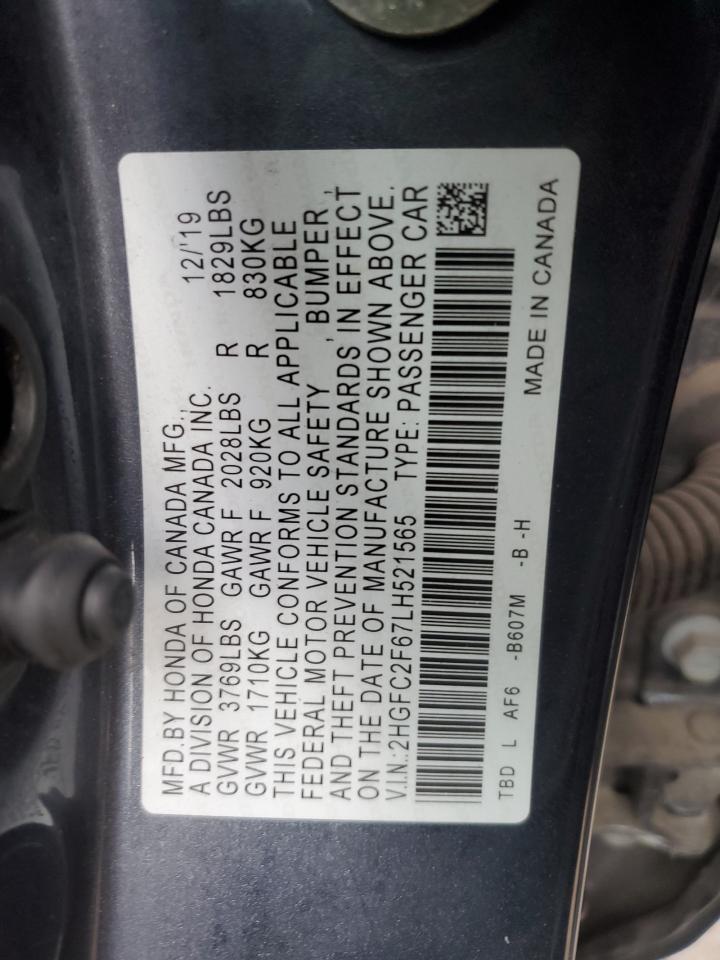 MFD.BY HONDA OF CANADA MFG., 12/'19
A DIVISION OF HONDA CANADA INC.
GVWR 3769LBS GAWR F 2028LBS R 1829LBS
GVWR 1710KG GAWR F 920KG R 830KG
THIS VEHICLE CONFORMS TO ALL APPLICABLE
FEDERAL MOTOR VEHICLE SAFETY , BUMPER ,
AND THEFT PREVENTION STANDARDS IN EFFECT
ON THE DATE OF MANUFACTURE SHOWN ABOVE.
V.I.N.:2HGFC2F67LH521565 TYPE: PASSENGER CAR
TBD L AF6 -B607M -B -H MADE IN CANADA